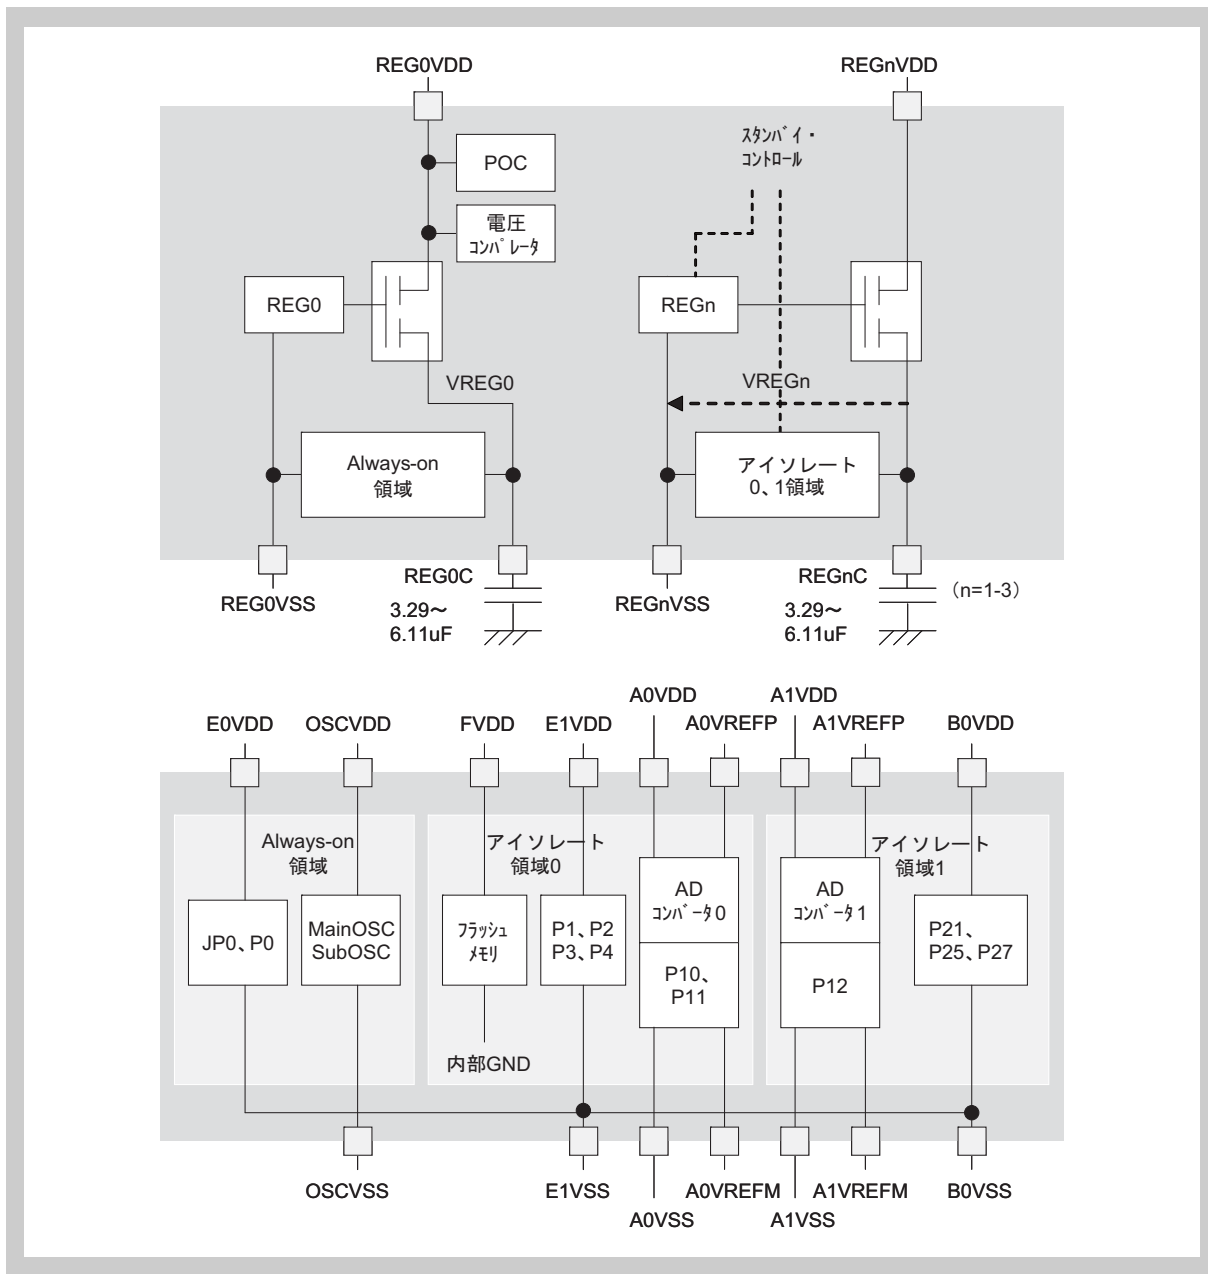 REG0VDD
REGnVDD
スタンバイ・
コントロール
POC
電圧
コンパレータ
REG0
REGn
VREG0
VREGn
Always-on
領域
アイソレート
0、1領域
REG0VSS
REG0C
3.29～
6.11uF
REGnVSS
REGnC
3.29～
6.11uF
（n=1-3）
A0VDD
A1VDD
E0VDD
OSCVDD
FVDD
E1VDD
A0VREFP
A1VREFP
B0VDD
Always-on
領域
アイソレート
領域0
アイソレート
領域1
JP0、P0
MainOSC
SubOSC
フラッシュ
メモリ
P1、P2
P3、P4
AD
コンバータ0
P10、
P11
AD
コンバータ1
P12
P21、
P25、P27
内部GND
OSCVSS
E1VSS
A0VREFM
A1VREFM
B0VSS
A0VSS
A1VSS